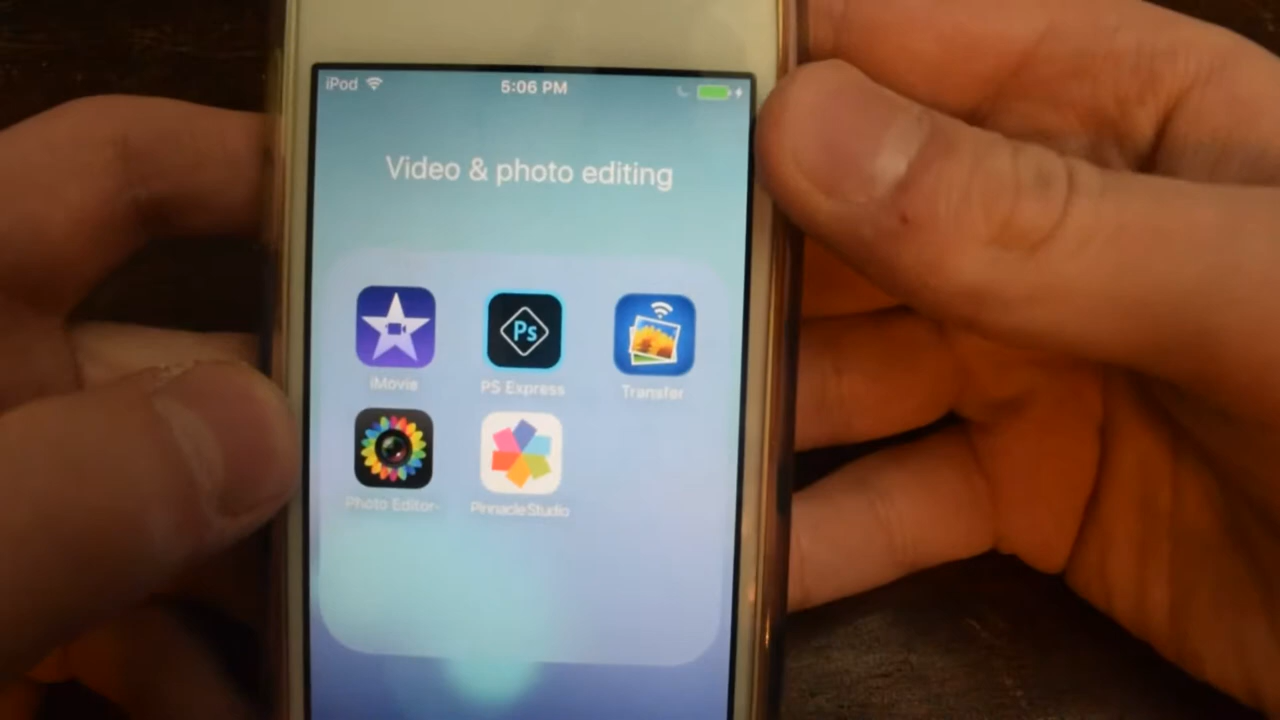 iPod 5:06 PM
Video & photo editing
Ps
iMovie PS Express Transfer
Photo Editor- PinnacleStudio